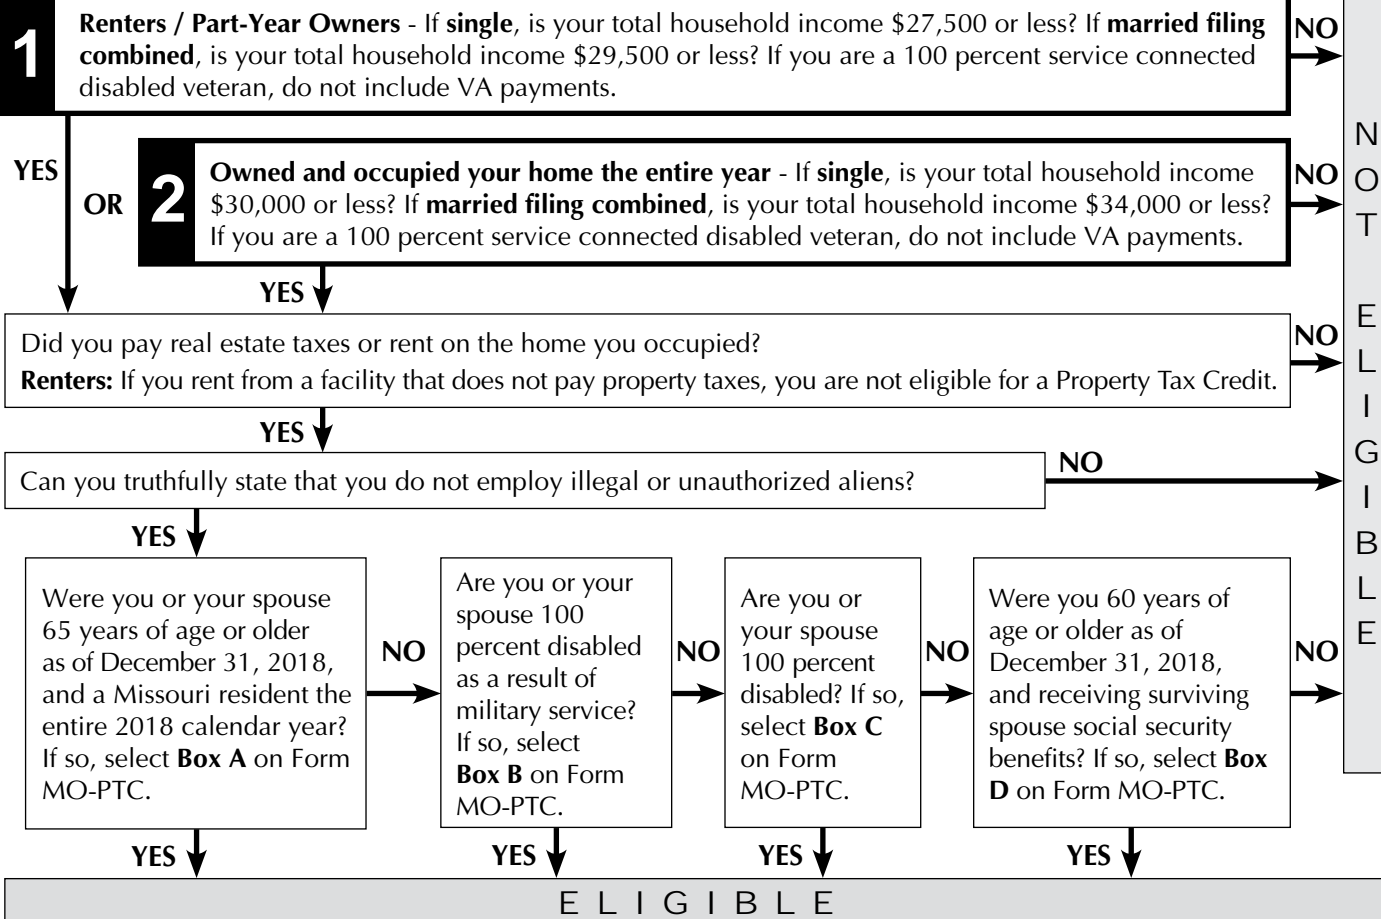 1
Renters / Part-Year Owners - If single, is your total household income $27,500 or less? If married filing
combined, is your total household income $29,500 or less? If you are a 100 percent service connected
disabled veteran, do not include VA payments.
NO
YES
OR
2
Owned and occupied your home the entire year - If single, is your total household income
$30,000 or less? If married filing combined, is your total household income $34,000 or less?
If you are a 100 percent service connected disabled veteran, do not include VA payments.
NO
YES
Did you pay real estate taxes or rent on the home you occupied?
Renters: If you rent from a facility that does not pay property taxes, you are not eligible for a Property Tax Credit.
NO
YES
Can you truthfully state that you do not employ illegal or unauthorized aliens?
NO
YES
Were you or your spouse
65 years of age or older
as of December 31, 2018,
and a Missouri resident the
entire 2018 calendar year?
If so, select Box A on Form
MO-PTC.
NO
Are you or your
spouse 100
percent disabled
as a result of
military service?
If so, select
Box B on Form
MO-PTC.
NO
Are you or
your spouse
100 percent
disabled? If so,
select Box C
on Form
MO-PTC.
NO
Were you 60 years of
age or older as of
December 31, 2018,
and receiving surviving
spouse social security
benefits? If so, select Box
D on Form MO-PTC.
NO
YES
YES
YES
YES
NOT ELIGIBLE
ELIGIBLE